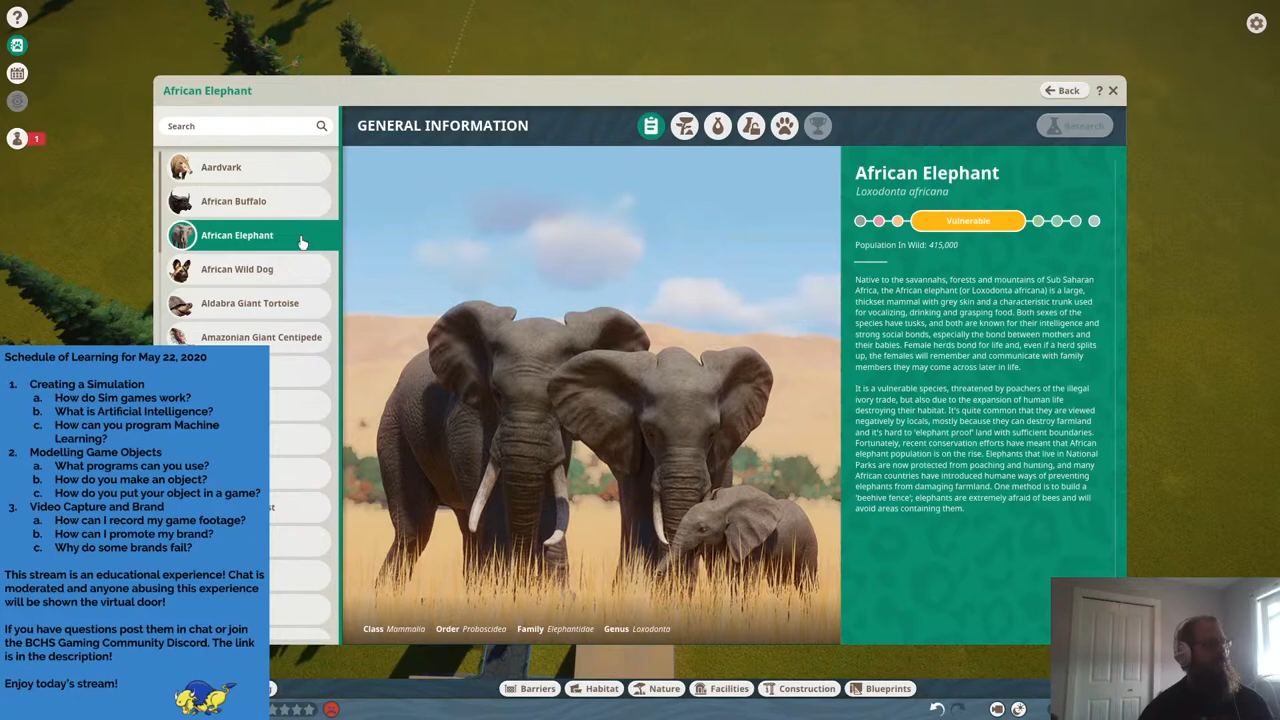 African Elephant
Back
?
1
Search
GENERAL INFORMATION
Research
Aardvark
African Buffalo
African Elephant
African Wild Dog
Aldabra Giant Tortoise
Amazonian Giant Centipede
African Elephant
Loxodonta africana
Vulnerable
Population In Wild: 415,000
Native to the savannahs, forests and mountains of Sub Saharan
Africa, the African elephant (or Loxodonta africana) is a large,
thickset mammal with grey skin and a characteristic trunk used
for vocalizing, drinking and grasping food. Both sexes of the
species have tusks, and both are known for their intelligence and
strong social bonds, especially the bond between mothers and
their babies. Female herds bond for life and, even if a herd splits
up, the females will remember and communicate with family
members they may come across later in life.
It is a vulnerable species, threatened by poachers of the illegal
ivory trade, but also due to the expansion of human life
destroying their habitat. It's quite common that they are viewed
negatively by locals, mostly because they can destroy farmland
and it's hard to 'elephant proof' land with sufficient boundaries.
Fortunately, recent conservation efforts have meant that African
elephant population is on the rise. Elephants that live in National
Parks are now protected from poaching and hunting, and many
African countries have introduced humane ways of preventing
elephants from damaging farmland. One method is to build a
'beehive fence'; elephants are extremely afraid of bees and will
avoid areas containing them.
Class Mammalia Order Proboscidea Family Elephantidae Genus Loxodonta
Schedule of Learning for May 22, 2020
1. Creating a Simulation
a. How do Sim games work?
b. What is Artificial Intelligence?
c. How can you program Machine
Learning?
2. Modelling Game Objects
a. What programs can you use?
b. How do you make an object?
c. How do you put your object in a game?
3. Video Capture and Brand
a. How can I record my game footage?
b. How can I promote my brand?
c. Why do some brands fail?
This stream is an educational experience! Chat is
moderated and anyone abusing this experience
will be shown the virtual door!
If you have questions post them in chat or join
the BCHS Gaming Community Discord. The link
is in the description!
Enjoy today's stream!
Barriers Habitat Nature Facilities Construction Blueprints